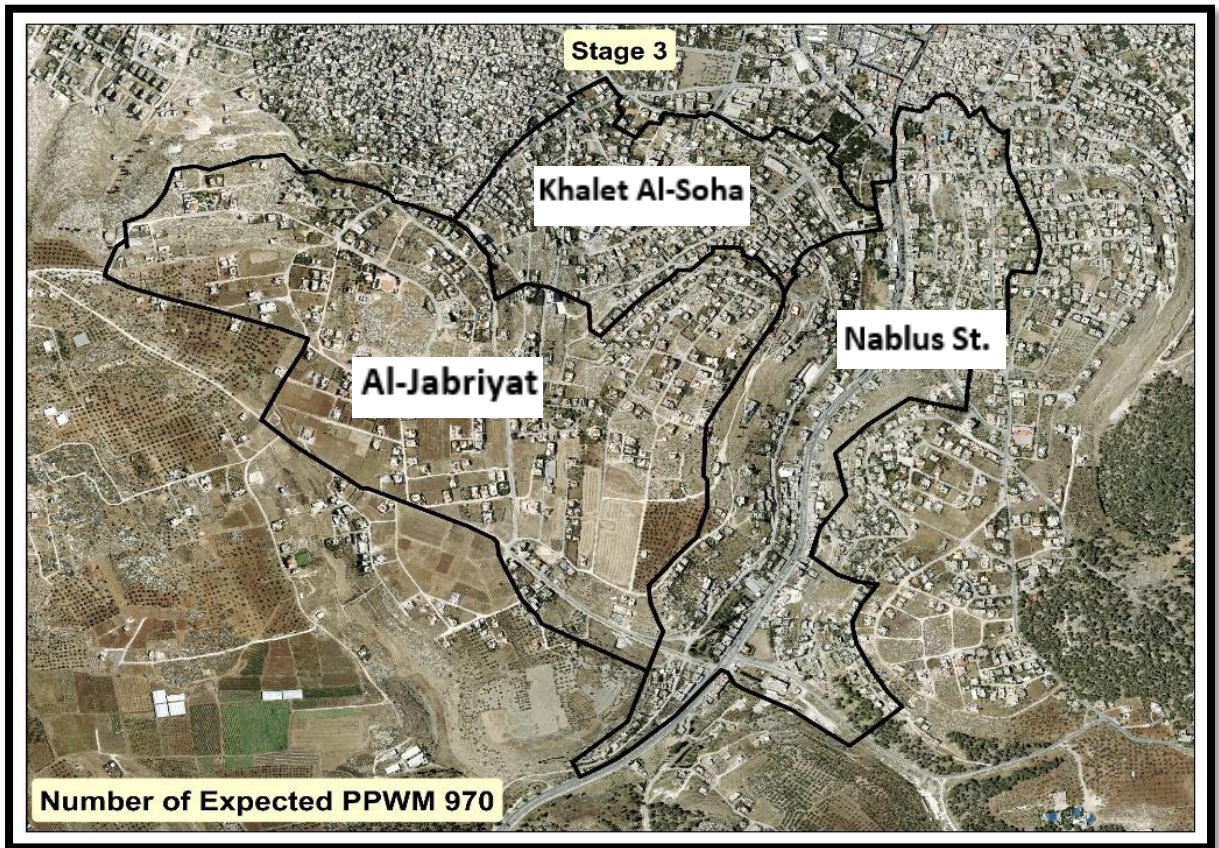 Stage 3
Khalet Al-Soha
Nablus St.
Al-Jabriyat
Number of Expected PPWM 970